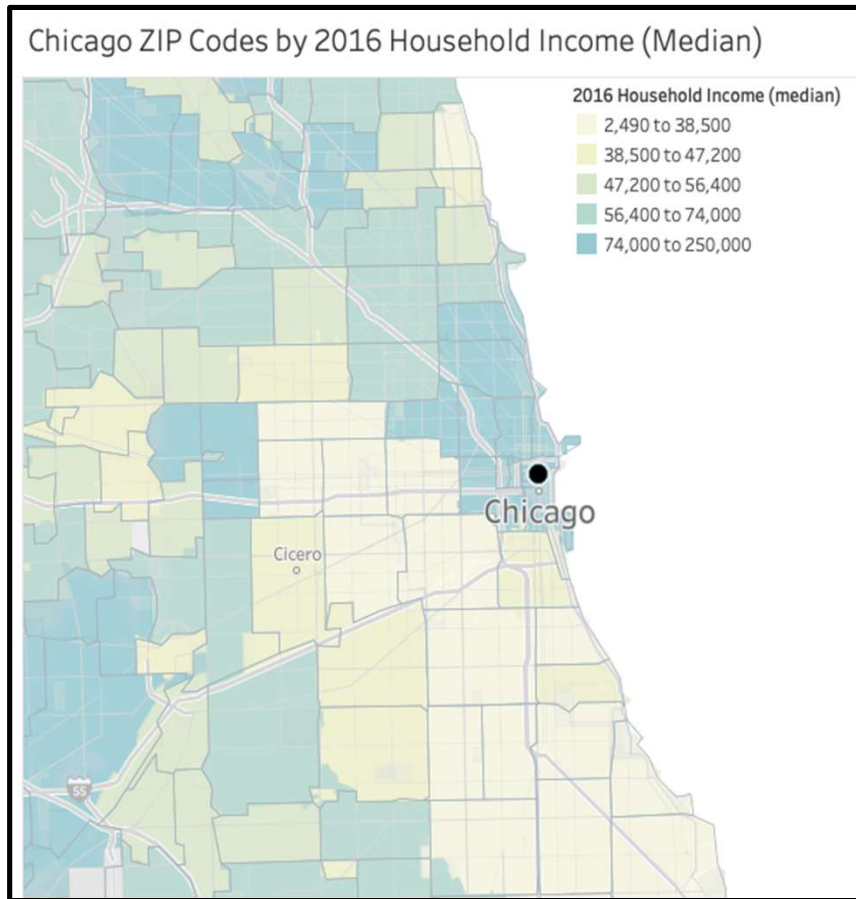 Chicago ZIP Codes by 2016 Household Income (Median)
2016 Household Income (median)
2,490 to 38,500
38,500 to 47,200
47,200 to 56,400
56,400 to 74,000
74,000 to 250,000
Chicago
Cicero
55